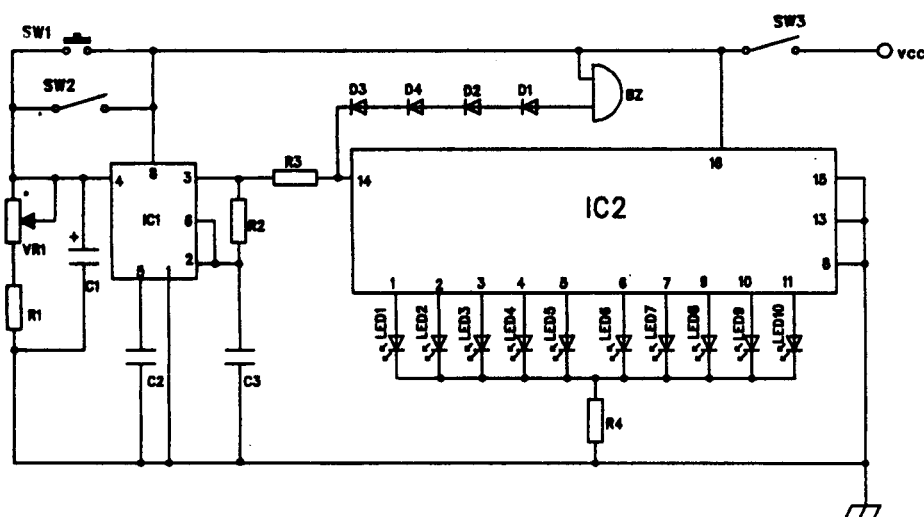 SW1
SW3
VCC
SW2
D3 D4 D2 D1
BZ
R3
16
4 8 3
14
15
IC1
6
R2
IC2
13
VR1
2
8
C1
5 1
1 2 3 4 5 6 7 9 10 11
R1
LED1 LED2 LED3 LED4 LED5 LED6 LED7 LED8 LED9 LED10
C2 C3
R4